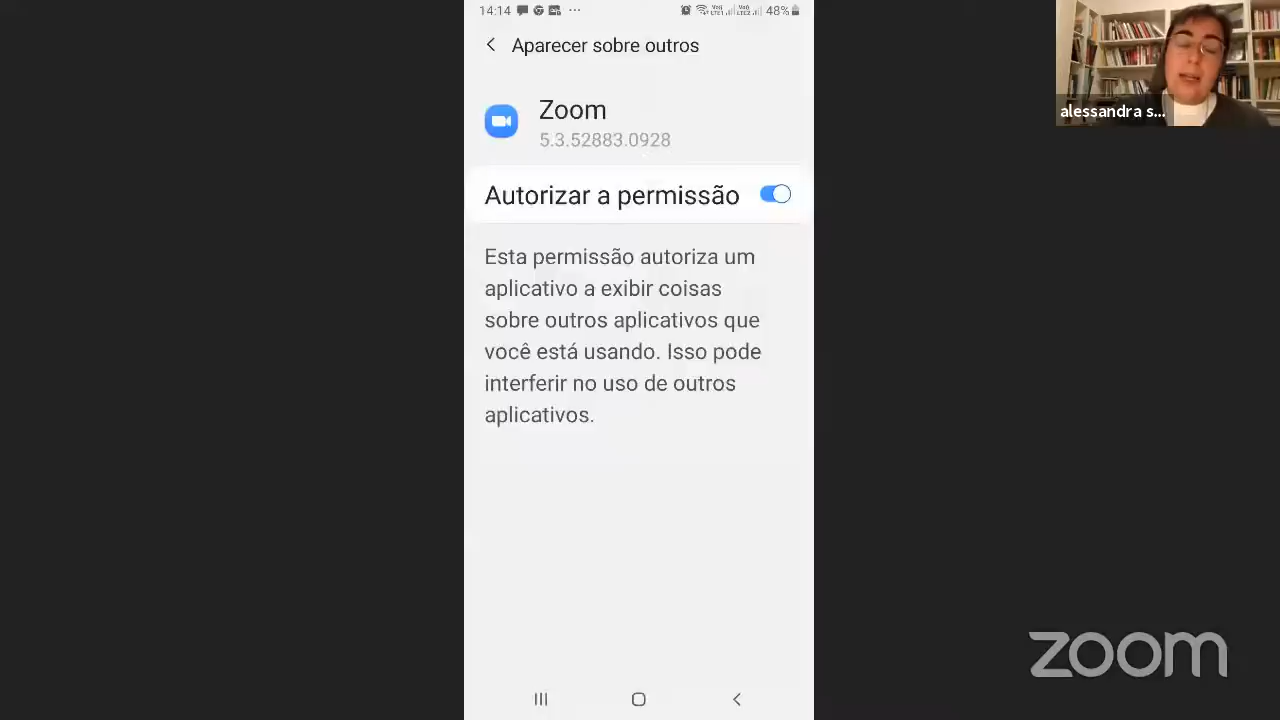 14:14 48%
Aparecer sobre outros
Zoom
5.3.52883.0928
Autorizar a permissão
Esta permissão autoriza um
aplicativo a exibir coisas
sobre outros aplicativos que
você está usando. Isso pode
interferir no uso de outros
aplicativos.
alessandra s...
zoom